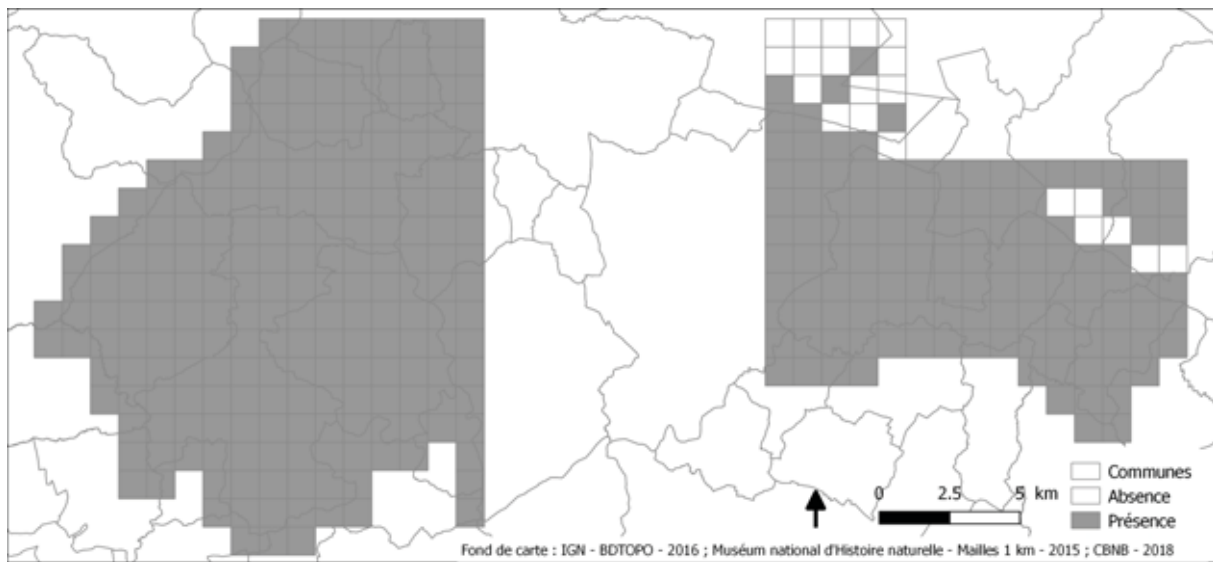 Communes
Absence
Présence
0 2.5 5 km
Fond de carte : IGN - BDTOPO - 2016 ; Muséum national d'Histoire naturelle - Mailles 1 km - 2015 ; CBNB - 2018